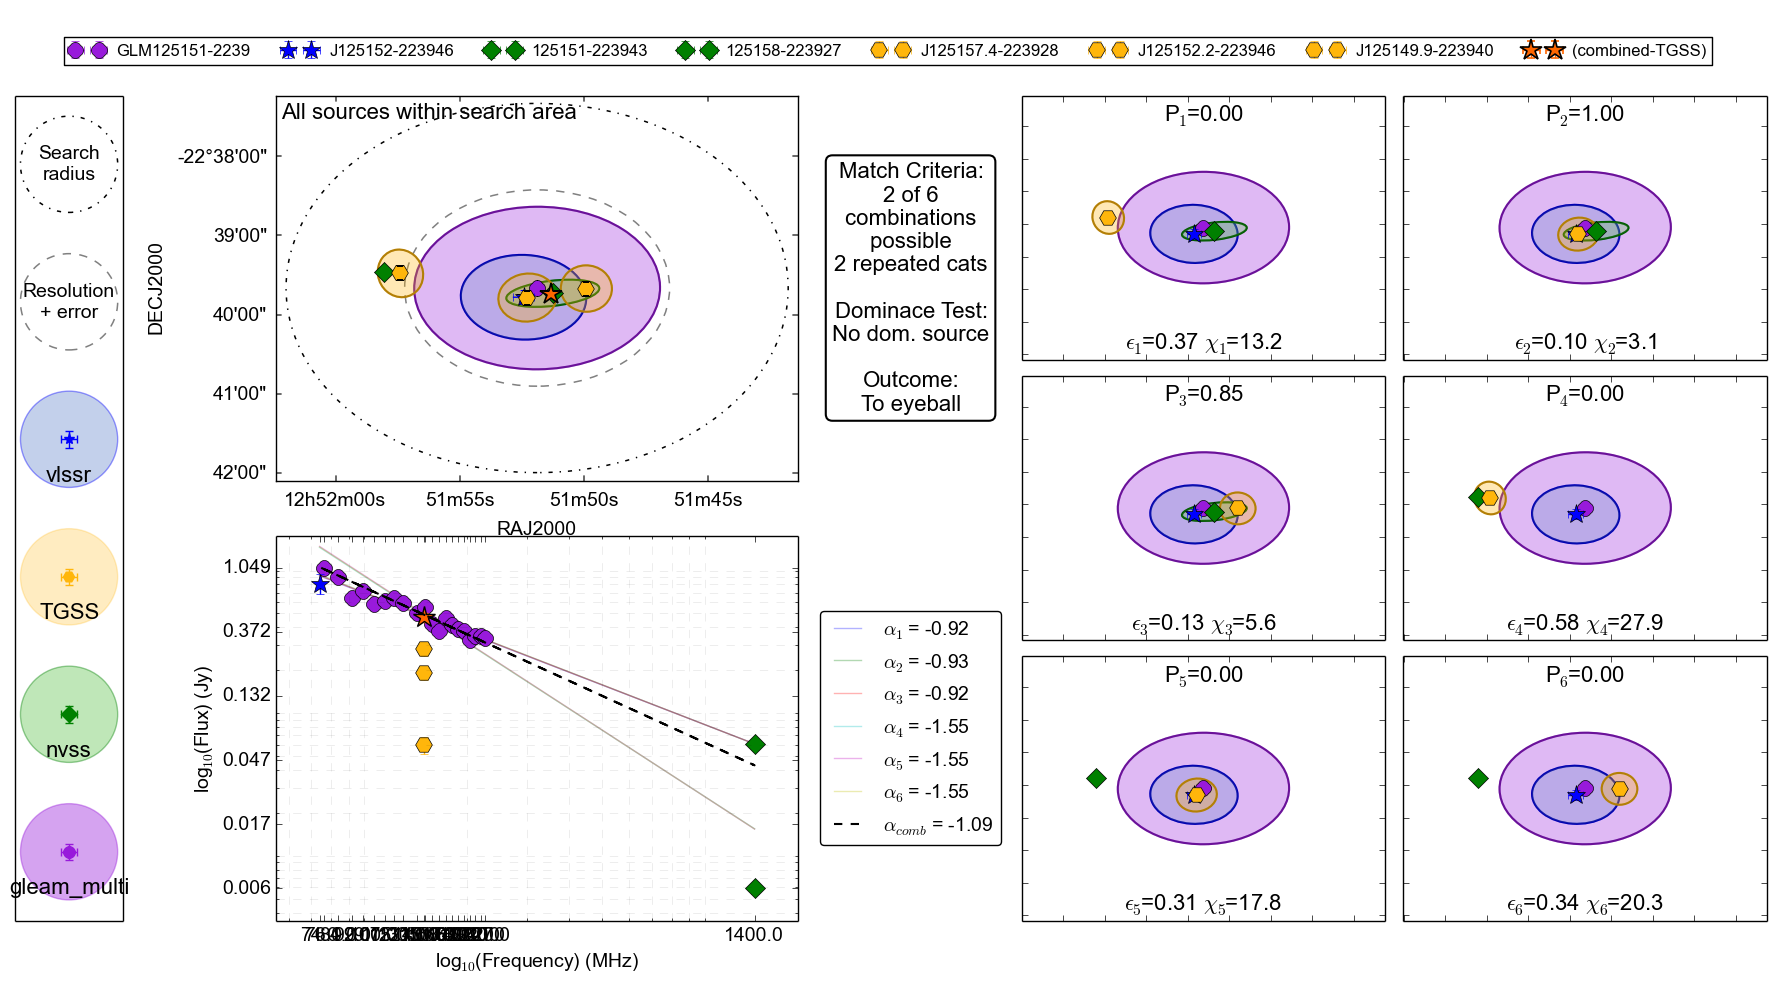 GLM125151-2239 J125152-223946 125151-223943 125158-223927 J125157.4-223928 J125152.2-223946 J125149.9-223940 (combined-TGSS)
Search
radius
Resolution
+ error
vlssr
TGSS
nvss
gleam_multi
All sources within search area
-22°38'00"
39'00"
40'00"
41'00"
42'00"
DECJ2000
12h52m00s 51m55s 51m50s 51m45s
RAJ2000
Match Criteria:
2 of 6
combinations
possible
2 repeated cats
Dominace Test:
No dom. source
Outcome:
To eyeball
1.049
0.372
0.132
0.047
0.017
0.006
log10(Flux) (Jy)
1400.0
log10(Frequency) (MHz)
α1 = -0.92
α2 = -0.93
α3 = -0.92
α4 = -1.55
α5 = -1.55
α6 = -1.55
αcomb = -1.09
P1=0.00
ϵ1=0.37 χ1=13.2
P2=1.00
ϵ2=0.10 χ2=3.1
P3=0.85
ϵ3=0.13 χ3=5.6
P4=0.00
ϵ4=0.58 χ4=27.9
P5=0.00
ϵ5=0.31 χ5=17.8
P6=0.00
ϵ6=0.34 χ6=20.3